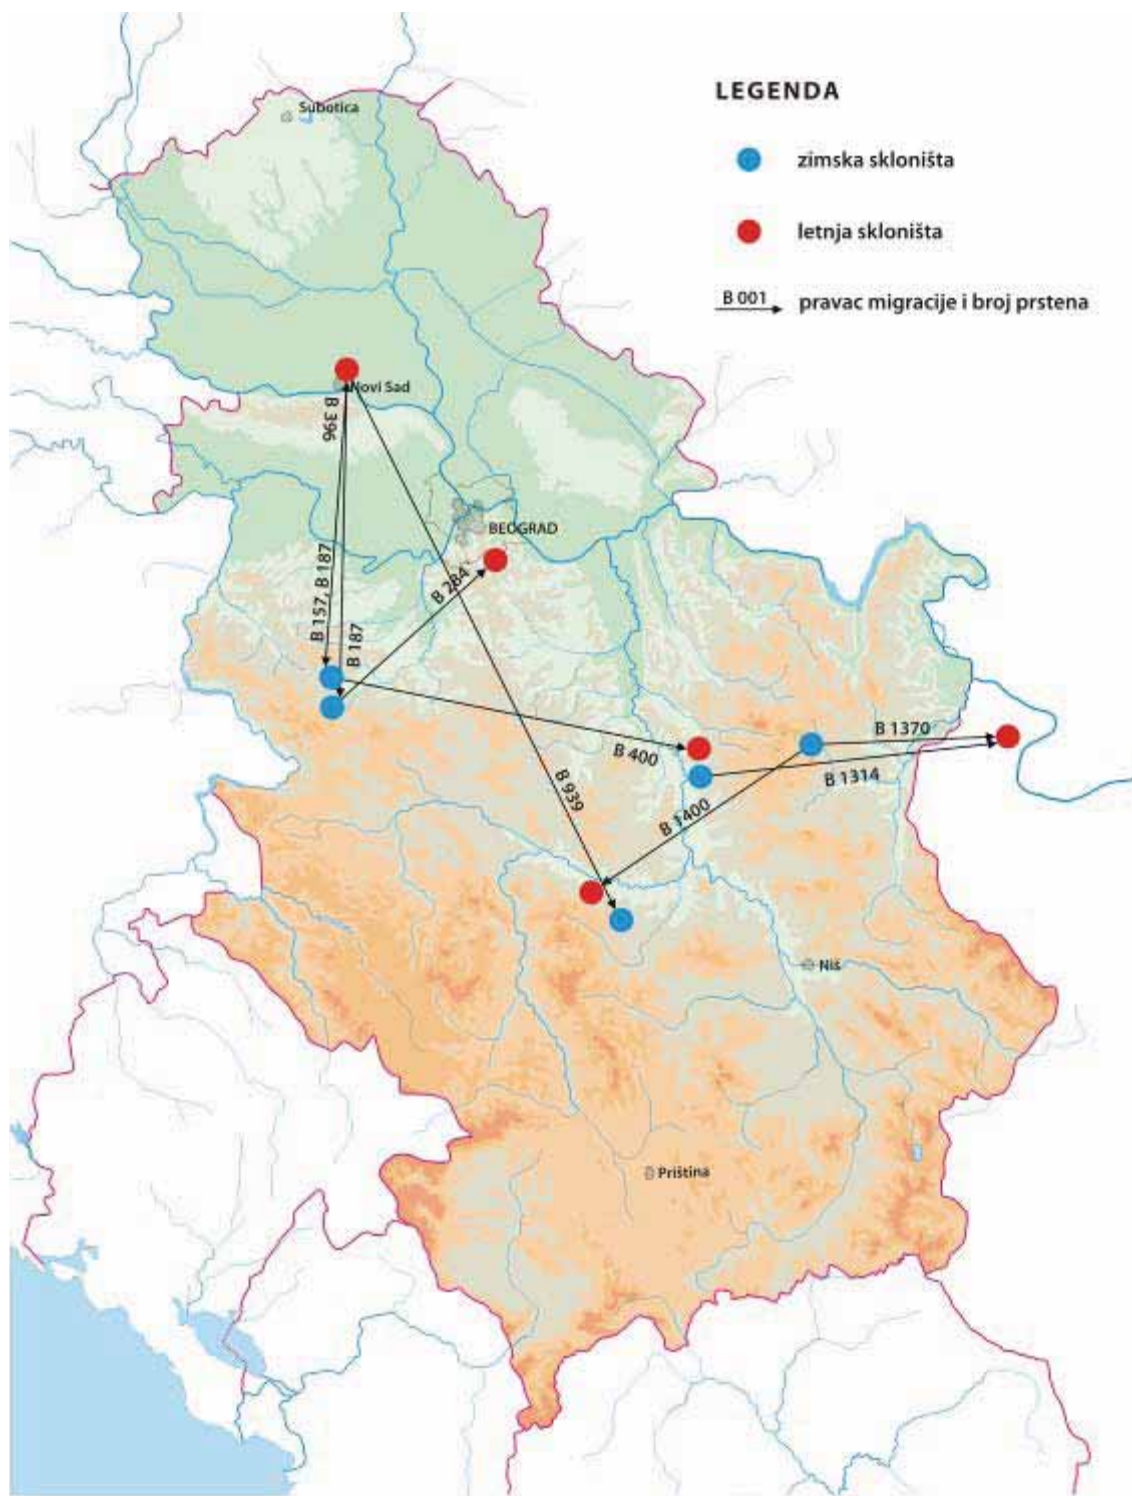 Subotica
LEGENDA
zimska skloništa
letnja skloništa
B 001
pravac migracije i broj prstena
Novi Sad
B 396
BEOGRAD
B 157, B 187
B 284
B 187
B 400
B 1370
B 1314
B 939
B 1400
Niš
Priština